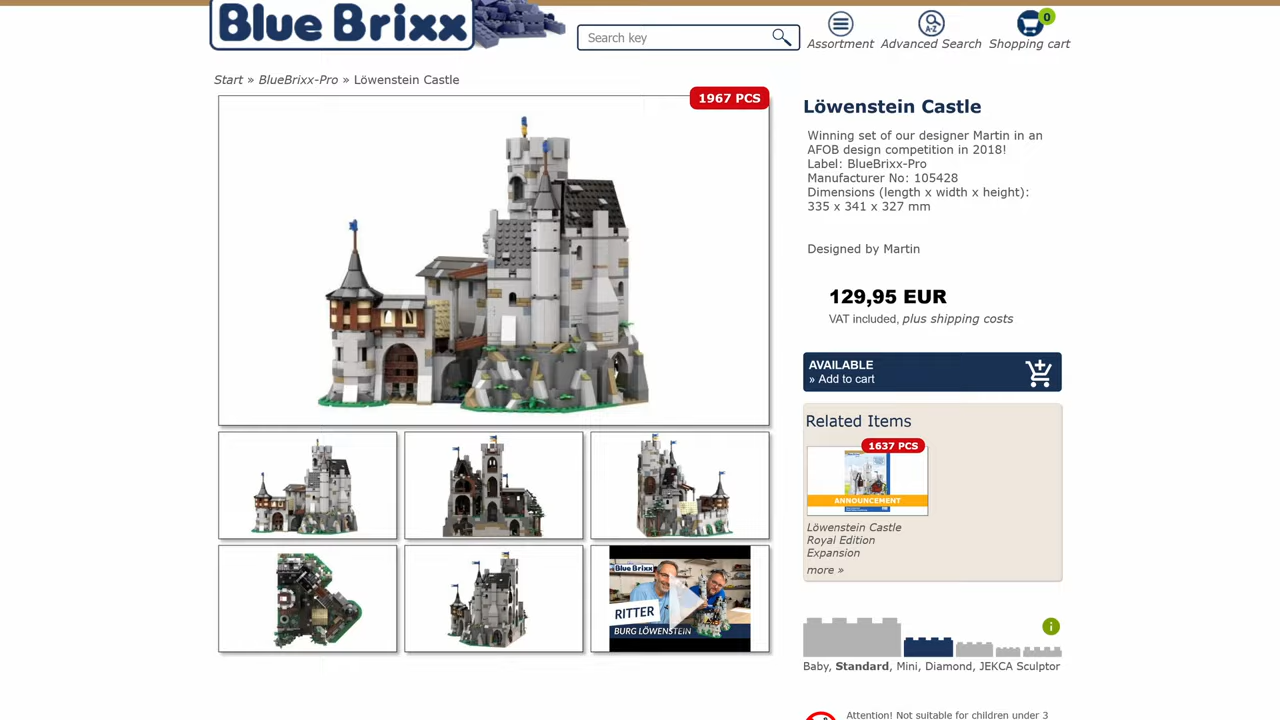 Blue Brixx
Search key
Assortment
Advanced Search
0
Shopping cart
Start » BlueBrixx-Pro » Löwenstein Castle
1967 PCS
Löwenstein Castle
Winning set of our designer Martin in an
AFOB design competition in 2018!
Label: BlueBrixx-Pro
Manufacturer No: 105428
Dimensions (length x width x height):
335 x 341 x 327 mm
Designed by Martin
129,95 EUR
VAT included, plus shipping costs
AVAILABLE
» Add to cart
Related Items
1637 PCS
ANNOUNCEMENT
Löwenstein Castle
Royal Edition
Expansion
more »
Blue Brixx
RITTER
BURG LÖWENSTEIN
i
Baby, Standard, Mini, Diamond, JEKCA Sculptor
Attention! Not suitable for children under 3